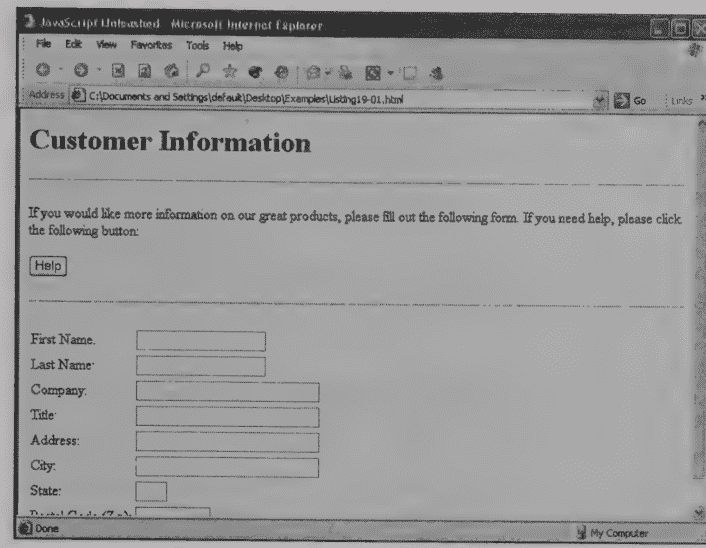 JavaScript Unleashed - Microsoft Internet Explorer
File Edit View Favorites Tools Help
Address C:\Documents and Settings\default\Desktop\Examples\Listing19-01.html Go Links »
Customer Information
If you would like more information on our great products, please fill out the following form. If you need help, please click
the following button:
Help
First Name:
Last Name:
Company:
Title:
Address:
City:
State:
Postal Code (Zip):
Done My Computer